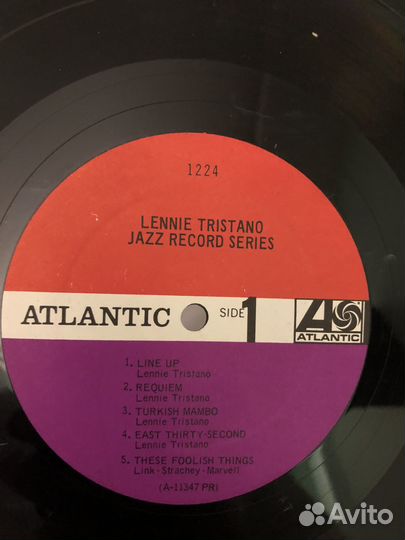 1224
LENNIE TRISTANO
JAZZ RECORD SERIES
ATLANTIC
SIDE 1
ATLANTIC
1. LINE UP
Lennie Tristano
2. REQUIEM
Lennie Tristano
3. TURKISH MAMBO
Lennie Tristano
4. EAST THIRTY-SECOND
Lennie Tristano
5. THESE FOOLISH THINGS
Link-Strachey-Marvell
(A-11347 PR)
Avito